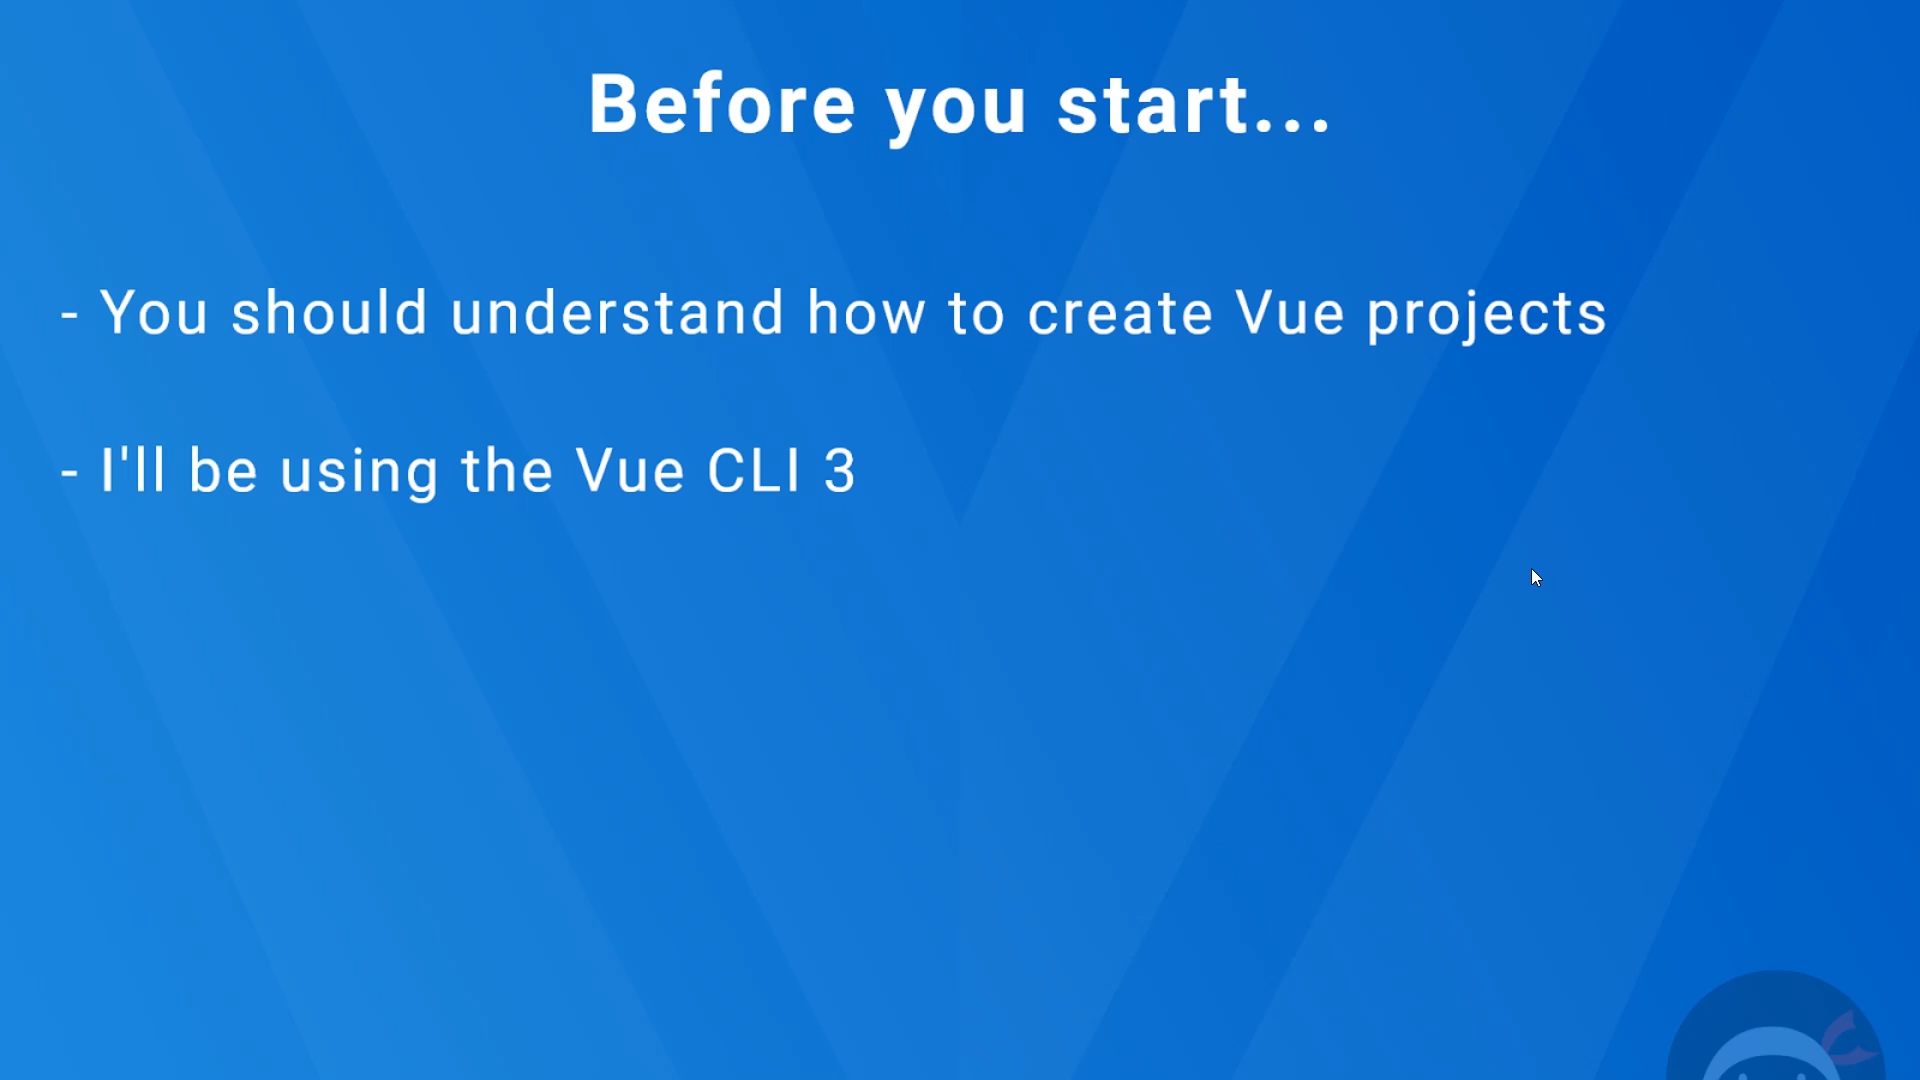 Before you start...
- You should understand how to create Vue projects
- I'll be using the Vue CLI 3